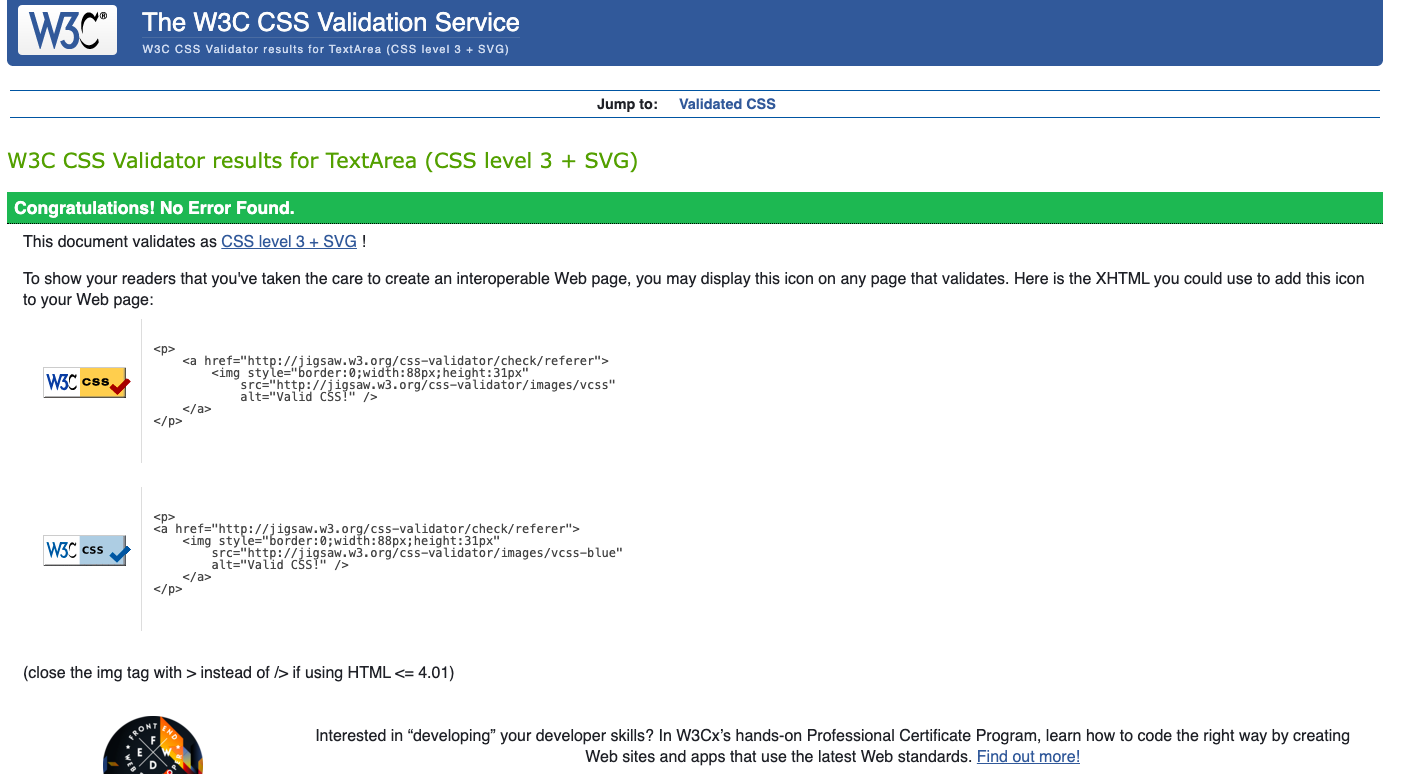 W3C®
The W3C CSS Validation Service
W3C CSS Validator results for TextArea (CSS level 3 + SVG)
Jump to: Validated CSS
W3C CSS Validator results for TextArea (CSS level 3 + SVG)
Congratulations! No Error Found.
This document validates as CSS level 3 + SVG !
To show your readers that you've taken the care to create an interoperable Web page, you may display this icon on any page that validates. Here is the XHTML you could use to add this icon
to your Web page:
W3C css
<p>
    <a href="http://jigsaw.w3.org/css-validator/check/referer">
        <img style="border:0;width:88px;height:31px"
            src="http://jigsaw.w3.org/css-validator/images/vcss"
            alt="Valid CSS!" />
    </a>
</p>
W3C css
<p>
<a href="http://jigsaw.w3.org/css-validator/check/referer">
    <img style="border:0;width:88px;height:31px"
        src="http://jigsaw.w3.org/css-validator/images/vcss-blue"
        alt="Valid CSS!" />
    </a>
</p>
(close the img tag with > instead of /> if using HTML <= 4.01)
FRONT END
F
E W
D
WEB
Interested in “developing” your developer skills? In W3Cx’s hands-on Professional Certificate Program, learn how to code the right way by creating
Web sites and apps that use the latest Web standards. Find out more!